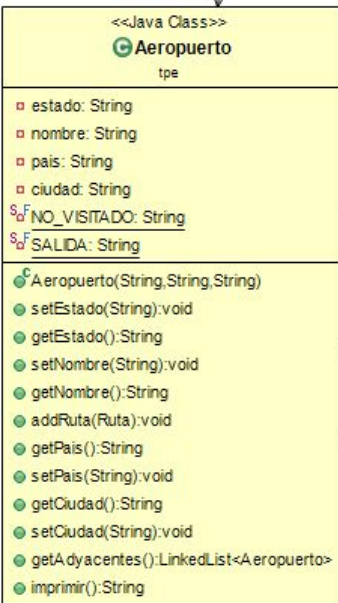 <<Java Class>>
C Aeropuerto
tpe
estado: String
nombre: String
pais: String
ciudad: String
S F NO_VISITADO: String
S F SALIDA: String
C Aeropuerto(String,String,String)
setEstado(String):void
getEstado():String
setNombre(String):void
getNombre():String
addRuta(Ruta):void
getPais():String
setPais(String):void
getCiudad():String
setCiudad(String):void
getAdyacentes():LinkedList<Aeropuerto>
imprimir():String